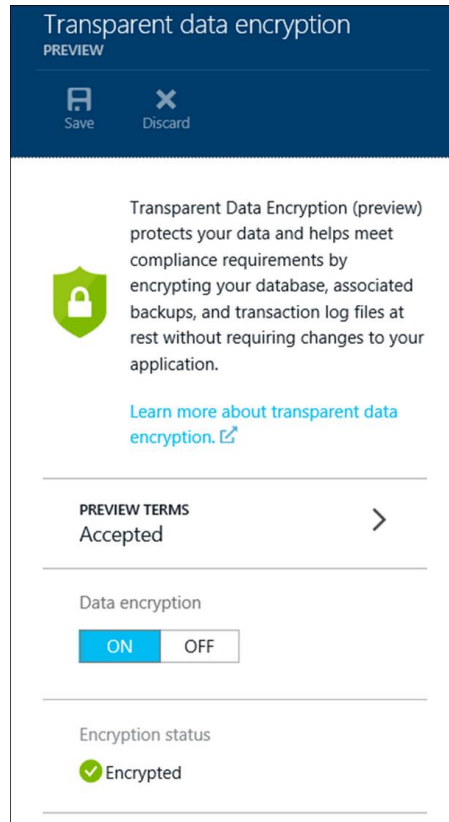 Transparent data encryption
PREVIEW
Save Discard
Transparent Data Encryption (preview)
protects your data and helps meet
compliance requirements by
encrypting your database, associated
backups, and transaction log files at
rest without requiring changes to your
application.
Learn more about transparent data
encryption.
PREVIEW TERMS
Accepted
Data encryption
ON OFF
Encryption status
Encrypted